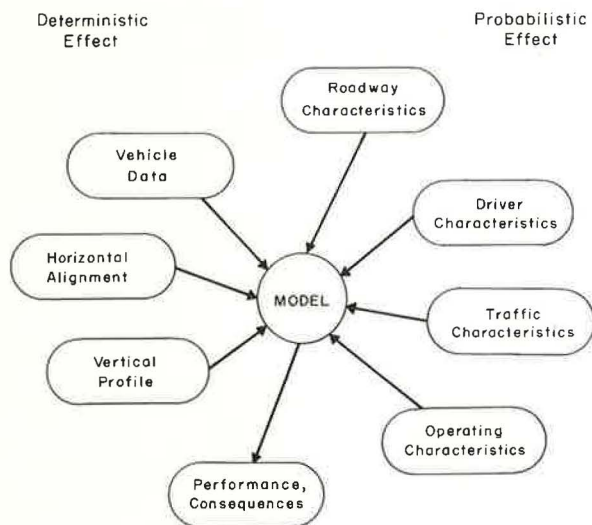 Deterministic
Effect
Probabilistic
Effect
Roadway
Characteristics
Vehicle
Data
Driver
Characteristics
Horizontal
Alignment
MODEL
Traffic
Characteristics
Vertical
Profile
Operating
Characteristics
Performance,
Consequences